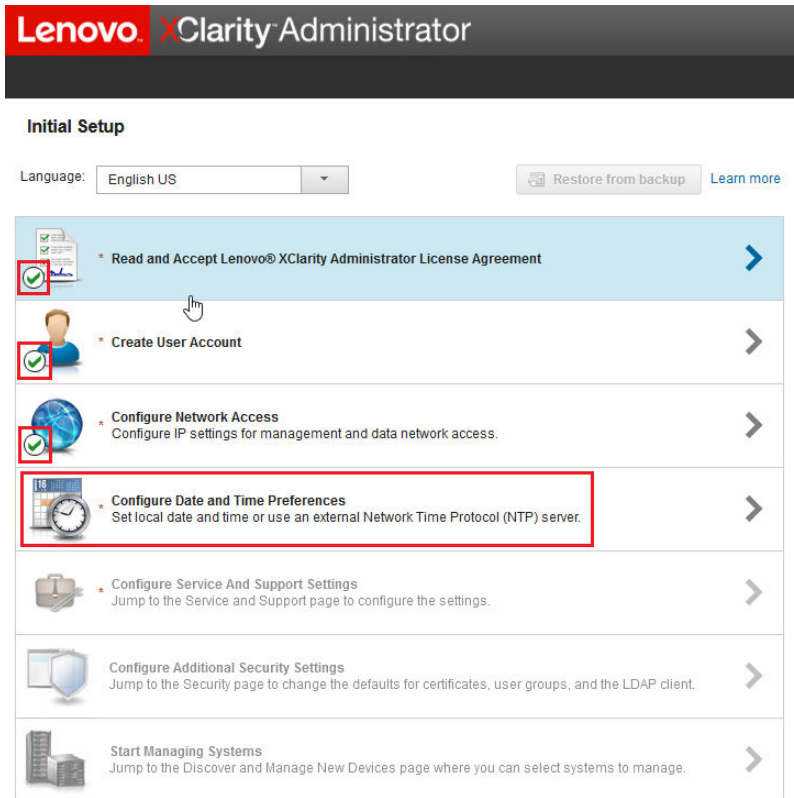 Lenovo. XClarity Administrator
Initial Setup
Language: English US Restore from backup Learn more
* Read and Accept Lenovo® XClarity Administrator License Agreement
* Create User Account
* Configure Network Access
Configure IP settings for management and data network access.
16
* Configure Date and Time Preferences
Set local date and time or use an external Network Time Protocol (NTP) server.
* Configure Service And Support Settings
Jump to the Service and Support page to configure the settings.
Configure Additional Security Settings
Jump to the Security page to change the defaults for certificates, user groups, and the LDAP client.
Start Managing Systems
Jump to the Discover and Manage New Devices page where you can select systems to manage.